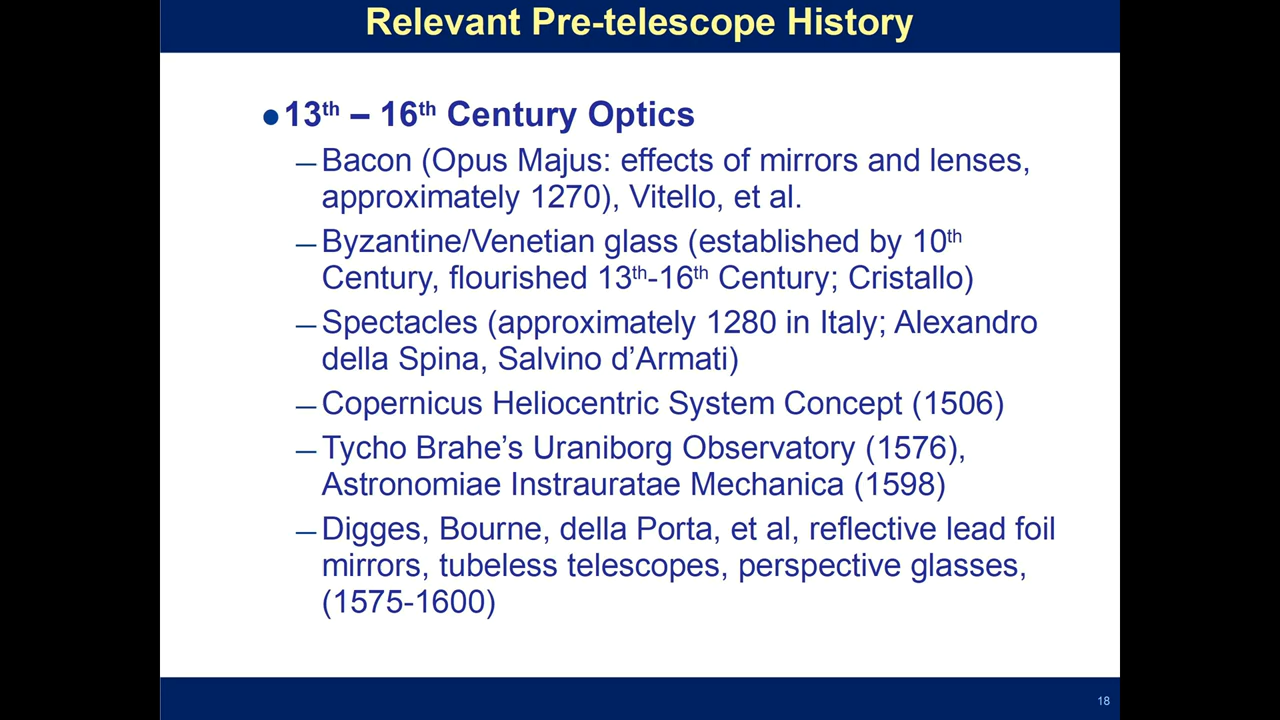 Relevant Pre-telescope History
●13th – 16th Century Optics
—Bacon (Opus Majus: effects of mirrors and lenses,
approximately 1270), Vitello, et al.
—Byzantine/Venetian glass (established by 10th
Century, flourished 13th-16th Century; Cristallo)
—Spectacles (approximately 1280 in Italy; Alexandro
della Spina, Salvino d’Armati)
—Copernicus Heliocentric System Concept (1506)
—Tycho Brahe’s Uraniborg Observatory (1576),
Astronomiae Instrauratae Mechanica (1598)
—Digges, Bourne, della Porta, et al, reflective lead foil
mirrors, tubeless telescopes, perspective glasses,
(1575-1600)
18